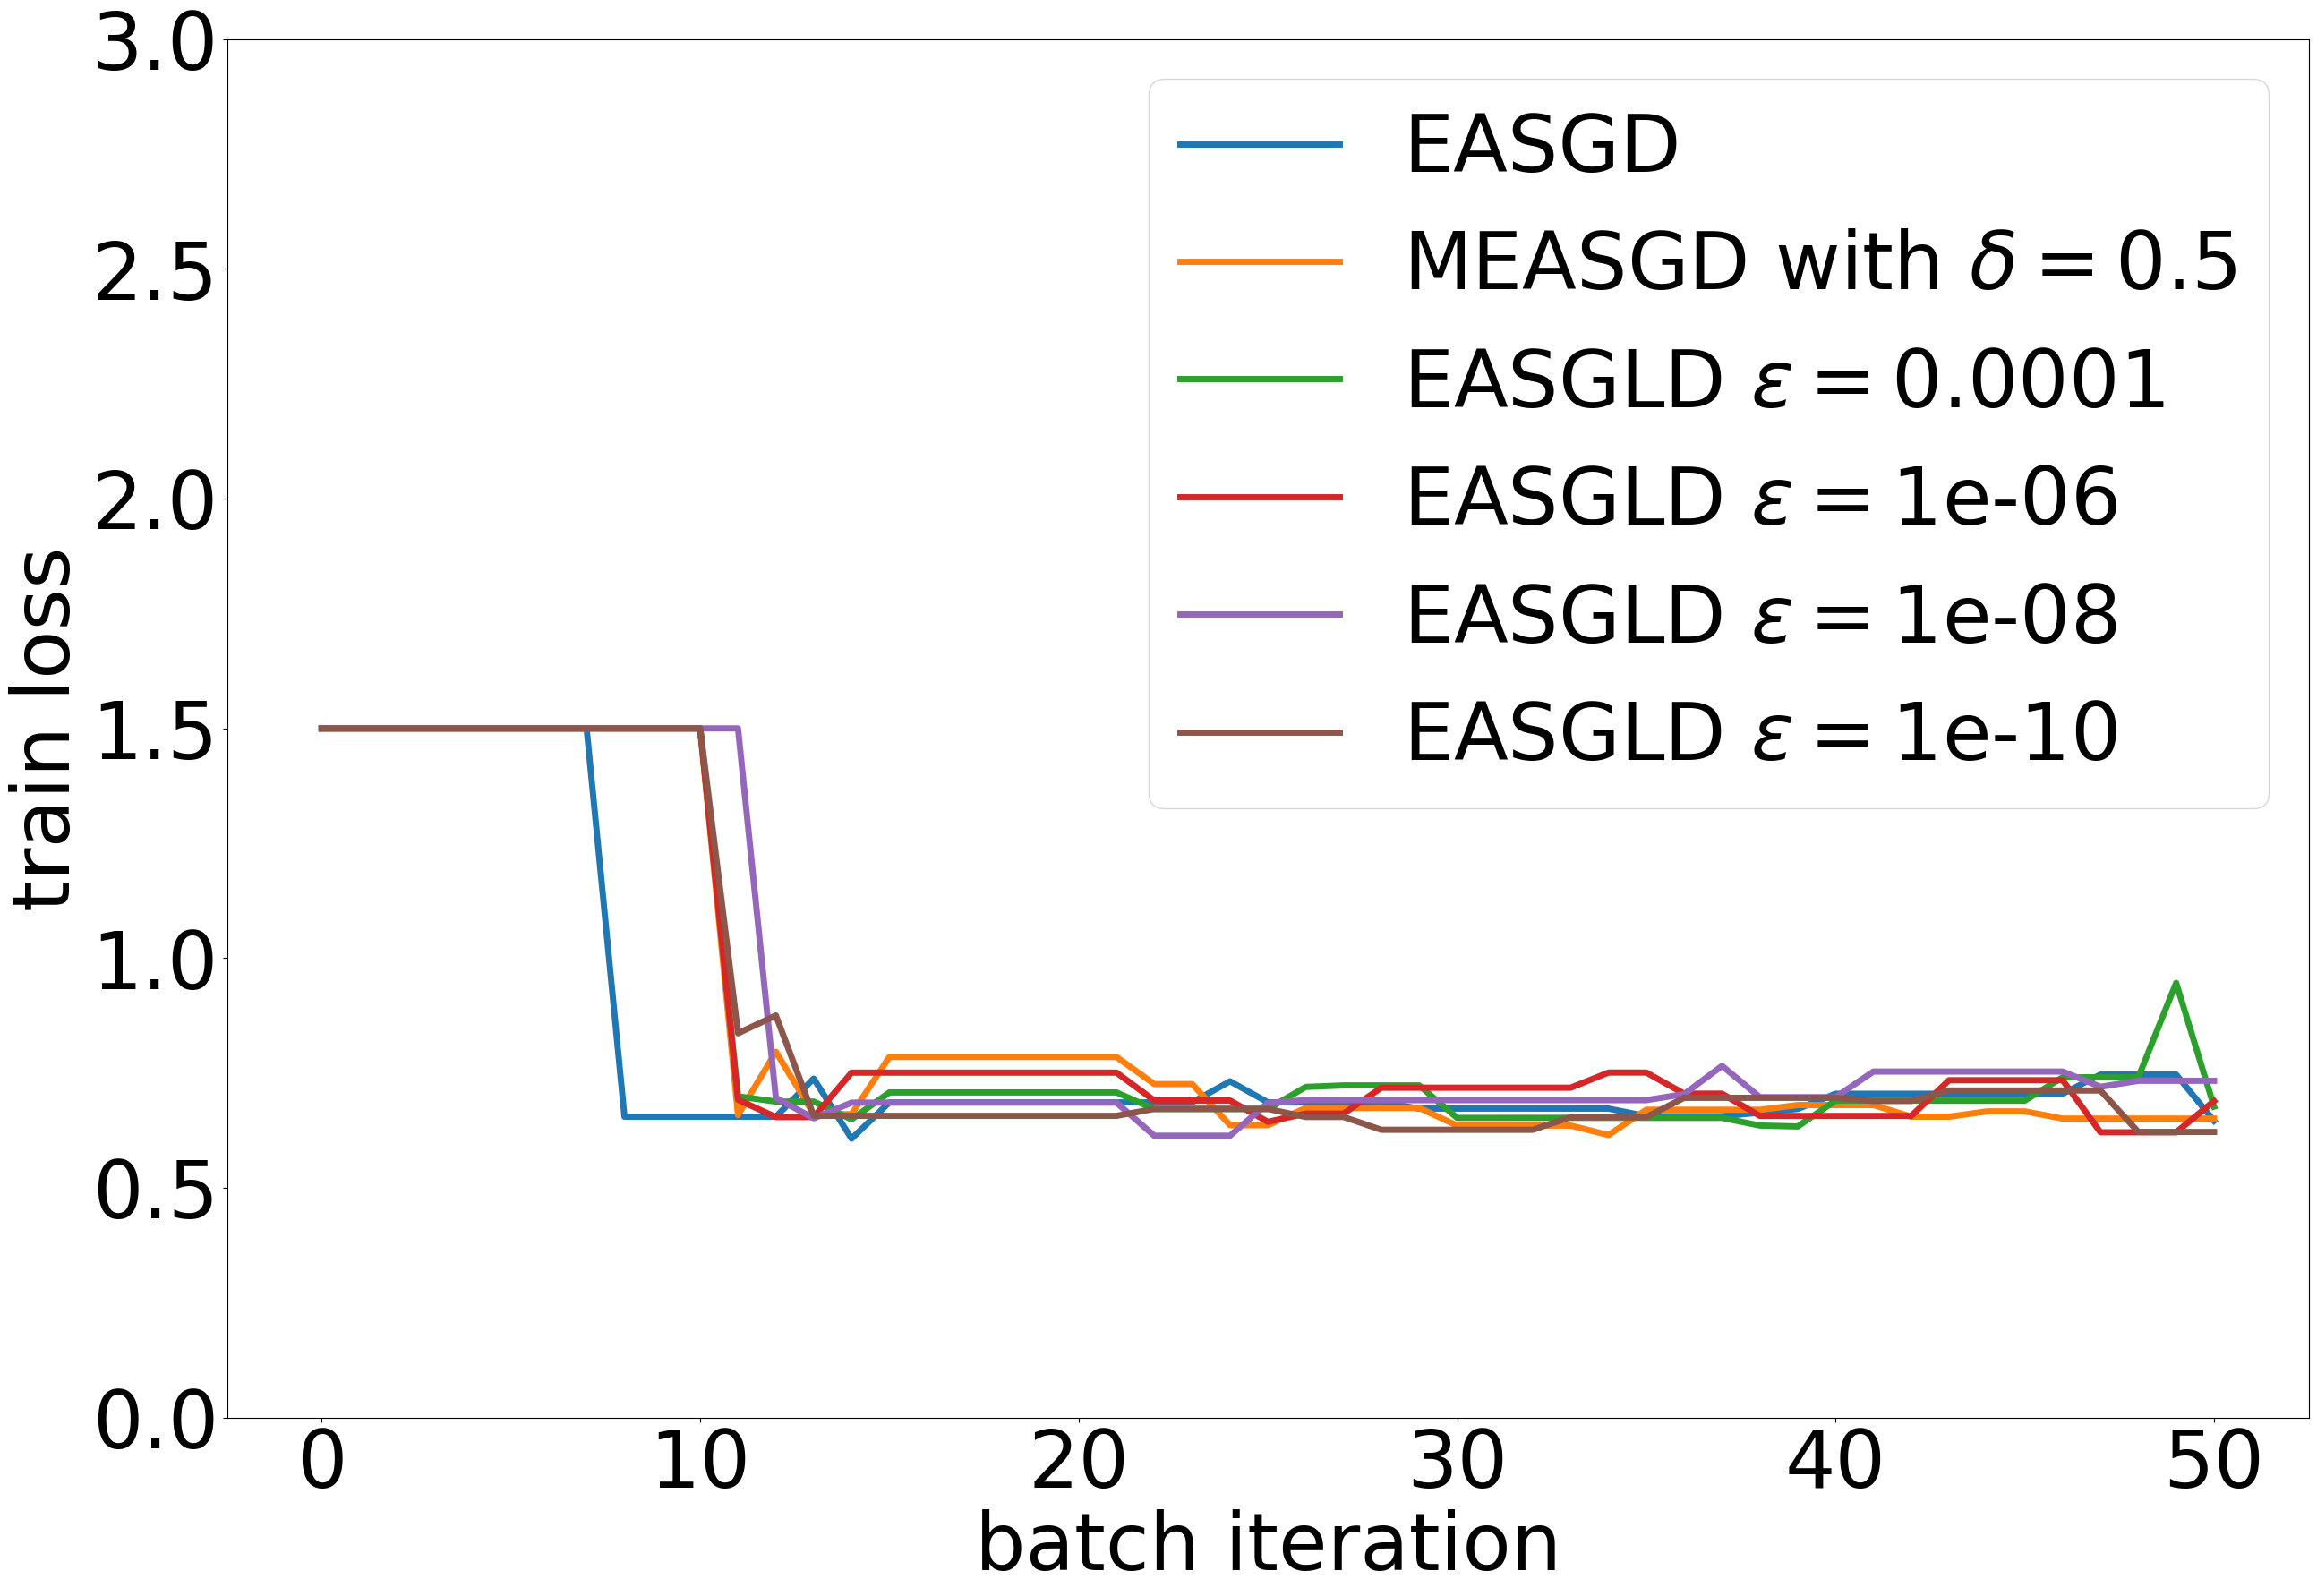 3.0
2.5
2.0
1.5
1.0
0.5
0.0
train loss
EASGD
MEASGD with δ = 0.5
EASGLD ε = 0.0001
EASGLD ε = 1e-06
EASGLD ε = 1e-08
EASGLD ε = 1e-10
0 10 20 30 40 50
batch iteration